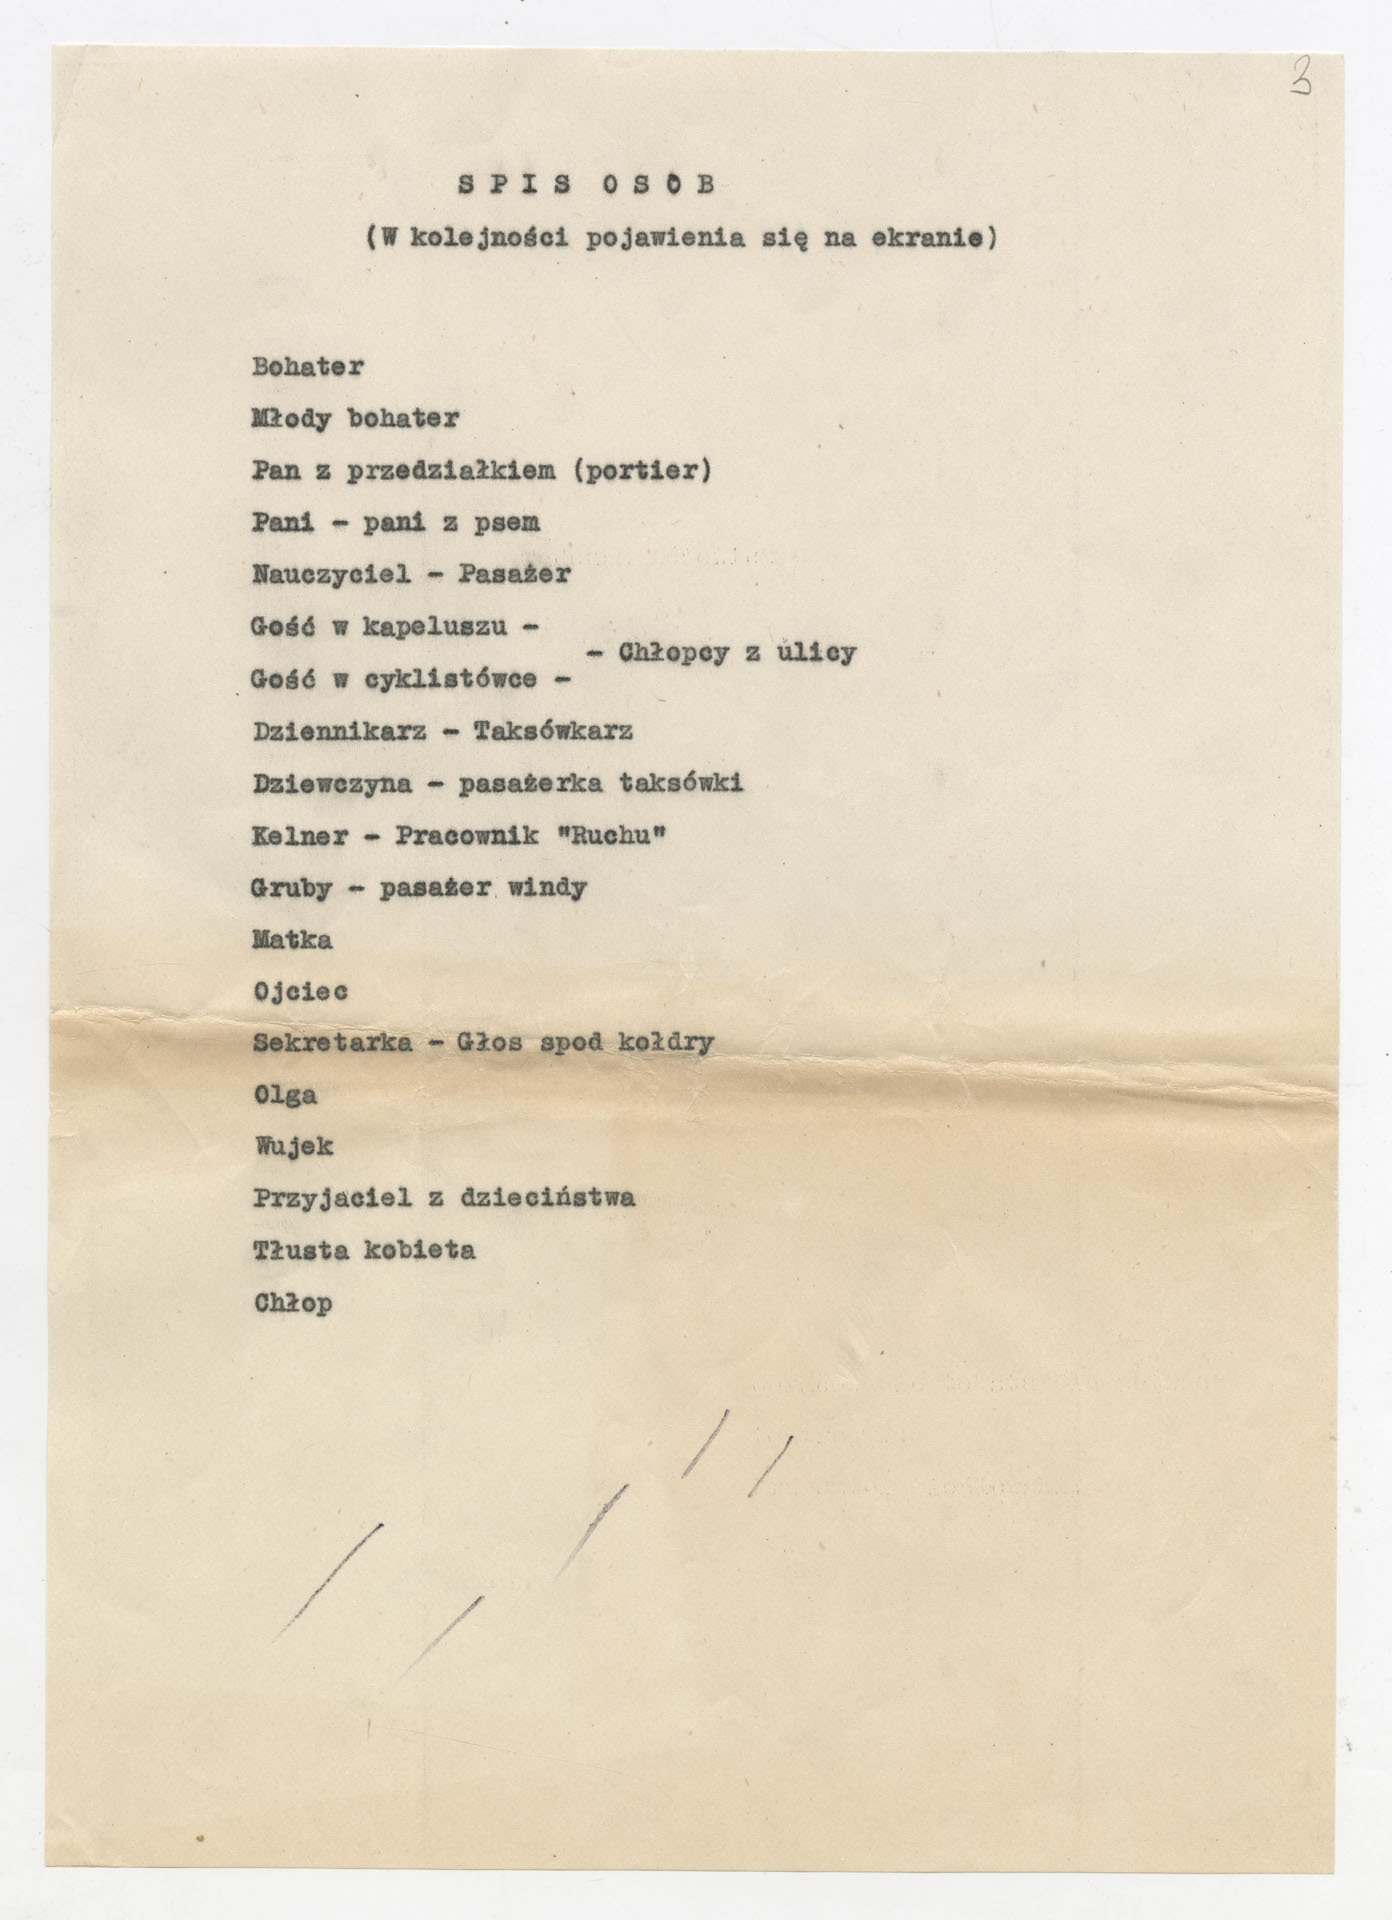 3
SPIS OSÓB
(W kolejności pojawienia się na ekranie)
Bohater
Młody bohater
Pan z przedziałkiem (portier)
Pani - pani z psem
Nauczyciel - Pasażer
Gość w kapeluszu -
- Chłopcy z ulicy
Gość w cyklistówce -
Dziennikarz - Taksówkarz
Dziewczyna - pasażerka taksówki
Kelner - Pracownik "Ruchu"
Gruby - pasażer windy
Matka
Ojciec
Sekretarka - Głos spod kołdry
Olga
Wujek
Przyjaciel z dzieciństwa
Tłusta kobieta
Chłop